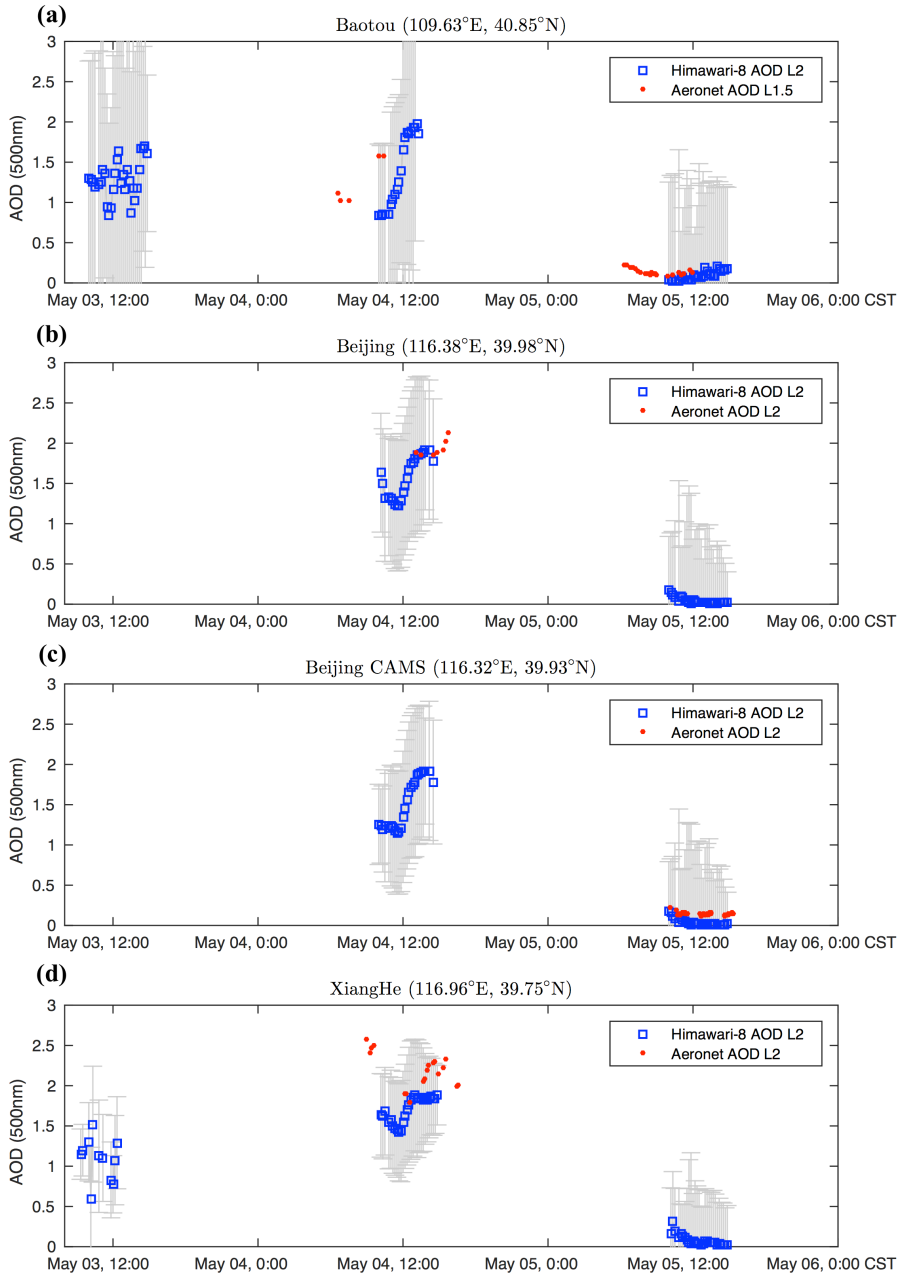 (a)
Baotou (109.63°E, 40.85°N)
3
2.5
2
1.5
1
0.5
0
AOD (500nm)
Himawari-8 AOD L2
Aeronet AOD L1.5
May 03, 12:00 May 04, 0:00 May 04, 12:00 May 05, 0:00 May 05, 12:00 May 06, 0:00 CST
(b)
Beijing (116.38°E, 39.98°N)
3
2.5
2
1.5
1
0.5
0
AOD (500nm)
Himawari-8 AOD L2
Aeronet AOD L2
May 03, 12:00 May 04, 0:00 May 04, 12:00 May 05, 0:00 May 05, 12:00 May 06, 0:00 CST
(c)
Beijing CAMS (116.32°E, 39.93°N)
3
2.5
2
1.5
1
0.5
0
AOD (500nm)
Himawari-8 AOD L2
Aeronet AOD L2
May 03, 12:00 May 04, 0:00 May 04, 12:00 May 05, 0:00 May 05, 12:00 May 06, 0:00 CST
(d)
XiangHe (116.96°E, 39.75°N)
3
2.5
2
1.5
1
0.5
0
AOD (500nm)
Himawari-8 AOD L2
Aeronet AOD L2
May 03, 12:00 May 04, 0:00 May 04, 12:00 May 05, 0:00 May 05, 12:00 May 06, 0:00 CST